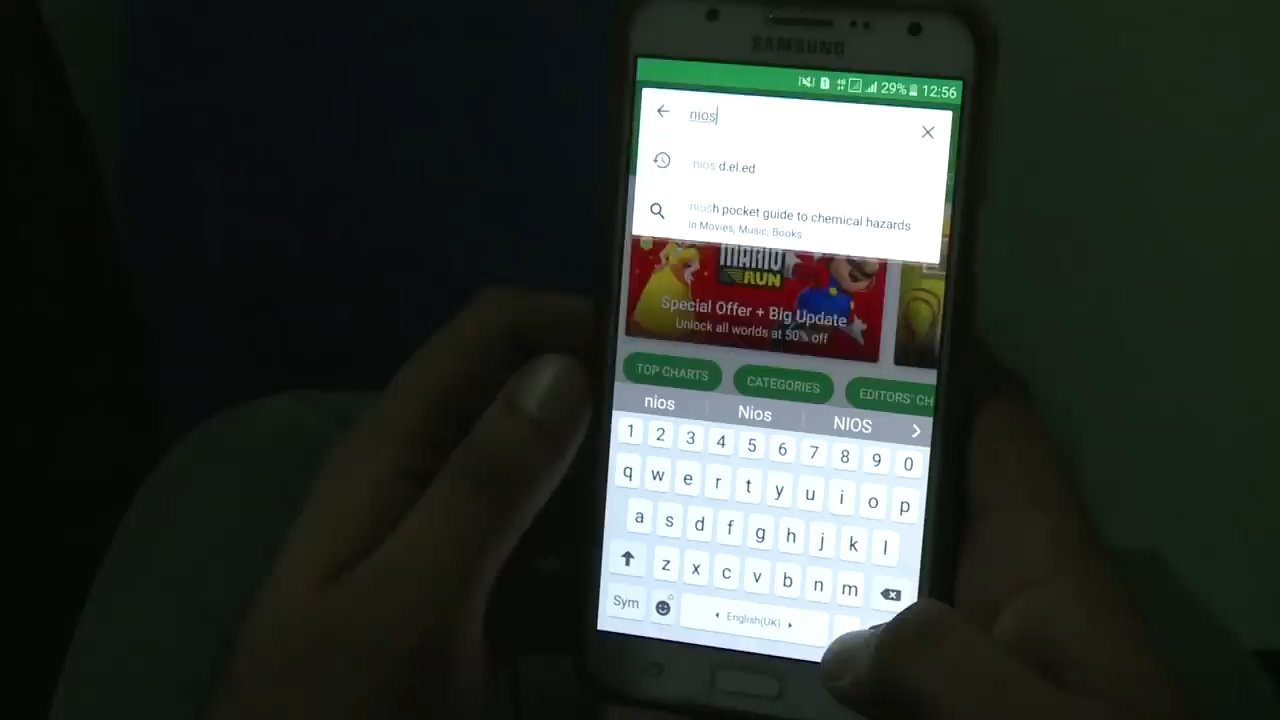 SAMSUNG
29% 12:56
nios
nios d.el.ed
niosh pocket guide to chemical hazards
in Movies, Music, Books
MARIO
RUN
Special Offer + Big Update
Unlock all worlds at 50% off
TOP CHARTS
CATEGORIES
EDITORS' CH
nios
Nios
NIOS
1 2 3 4 5 6 7 8 9 0
q w e r t y u i o p
a s d f g h j k l
z x c v b n m
Sym
English(UK)